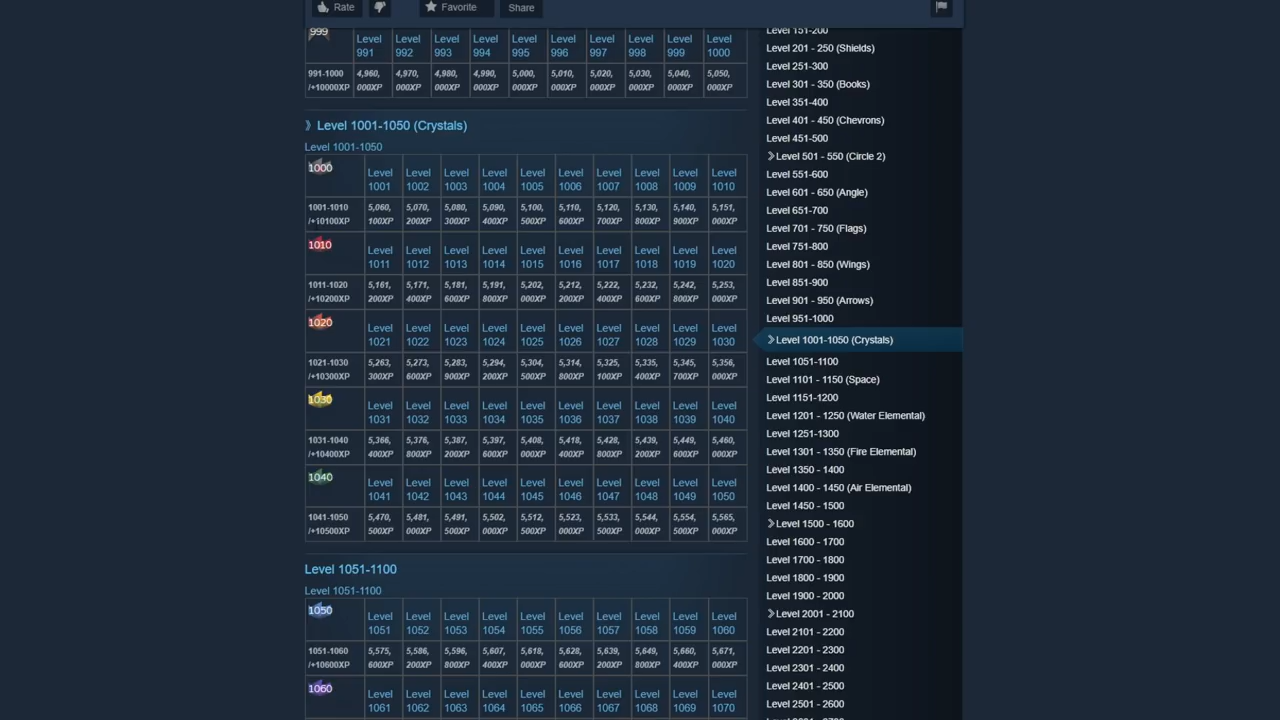 Rate
Favorite
Share
999
Level Level Level Level Level Level Level Level Level Level
991 992 993 994 995 996 997 998 999 1000
991-1000 4,960, 4,970, 4,980, 4,990, 5,000, 5,010, 5,020, 5,030, 5,040, 5,050,
/+10000XP 000XP 000XP 000XP 000XP 000XP 000XP 000XP 000XP 000XP 000XP
》 Level 1001-1050 (Crystals)
Level 1001-1050
1000
Level Level Level Level Level Level Level Level Level Level
1001 1002 1003 1004 1005 1006 1007 1008 1009 1010
1001-1010 5,060, 5,070, 5,080, 5,090, 5,100, 5,110, 5,120, 5,130, 5,140, 5,151,
/+10100XP 100XP 200XP 300XP 400XP 500XP 600XP 700XP 800XP 900XP 000XP
1010
Level Level Level Level Level Level Level Level Level Level
1011 1012 1013 1014 1015 1016 1017 1018 1019 1020
1011-1020 5,161, 5,171, 5,181, 5,191, 5,202, 5,212, 5,222, 5,232, 5,242, 5,253,
/+10200XP 200XP 400XP 600XP 800XP 000XP 200XP 400XP 600XP 800XP 000XP
1020
Level Level Level Level Level Level Level Level Level Level
1021 1022 1023 1024 1025 1026 1027 1028 1029 1030
1021-1030 5,263, 5,273, 5,283, 5,294, 5,304, 5,314, 5,325, 5,335, 5,345, 5,356,
/+10300XP 300XP 600XP 900XP 200XP 500XP 800XP 100XP 400XP 700XP 000XP
1030
Level Level Level Level Level Level Level Level Level Level
1031 1032 1033 1034 1035 1036 1037 1038 1039 1040
1031-1040 5,366, 5,376, 5,387, 5,397, 5,408, 5,418, 5,428, 5,439, 5,449, 5,460,
/+10400XP 400XP 800XP 200XP 600XP 000XP 400XP 800XP 200XP 600XP 000XP
1040
Level Level Level Level Level Level Level Level Level Level
1041 1042 1043 1044 1045 1046 1047 1048 1049 1050
1041-1050 5,470, 5,481, 5,491, 5,502, 5,512, 5,523, 5,533, 5,544, 5,554, 5,565,
/+10500XP 500XP 000XP 500XP 000XP 500XP 000XP 500XP 000XP 500XP 000XP
Level 1051-1100
Level 1051-1100
1050
Level Level Level Level Level Level Level Level Level Level
1051 1052 1053 1054 1055 1056 1057 1058 1059 1060
1051-1060 5,575, 5,586, 5,596, 5,607, 5,618, 5,628, 5,639, 5,649, 5,660, 5,671,
/+10600XP 600XP 200XP 800XP 400XP 000XP 600XP 200XP 800XP 400XP 000XP
1060
Level Level Level Level Level Level Level Level Level Level
1061 1062 1063 1064 1065 1066 1067 1068 1069 1070
Level 151-200
Level 201 - 250 (Shields)
Level 251-300
Level 301 - 350 (Books)
Level 351-400
Level 401 - 450 (Chevrons)
Level 451-500
》Level 501 - 550 (Circle 2)
Level 551-600
Level 601 - 650 (Angle)
Level 651-700
Level 701 - 750 (Flags)
Level 751-800
Level 801 - 850 (Wings)
Level 851-900
Level 901 - 950 (Arrows)
Level 951-1000
》Level 1001-1050 (Crystals)
Level 1051-1100
Level 1101 - 1150 (Space)
Level 1151-1200
Level 1201 - 1250 (Water Elemental)
Level 1251-1300
Level 1301 - 1350 (Fire Elemental)
Level 1350 - 1400
Level 1400 - 1450 (Air Elemental)
Level 1450 - 1500
》Level 1500 - 1600
Level 1600 - 1700
Level 1700 - 1800
Level 1800 - 1900
Level 1900 - 2000
》Level 2001 - 2100
Level 2101 - 2200
Level 2201 - 2300
Level 2301 - 2400
Level 2401 - 2500
Level 2501 - 2600